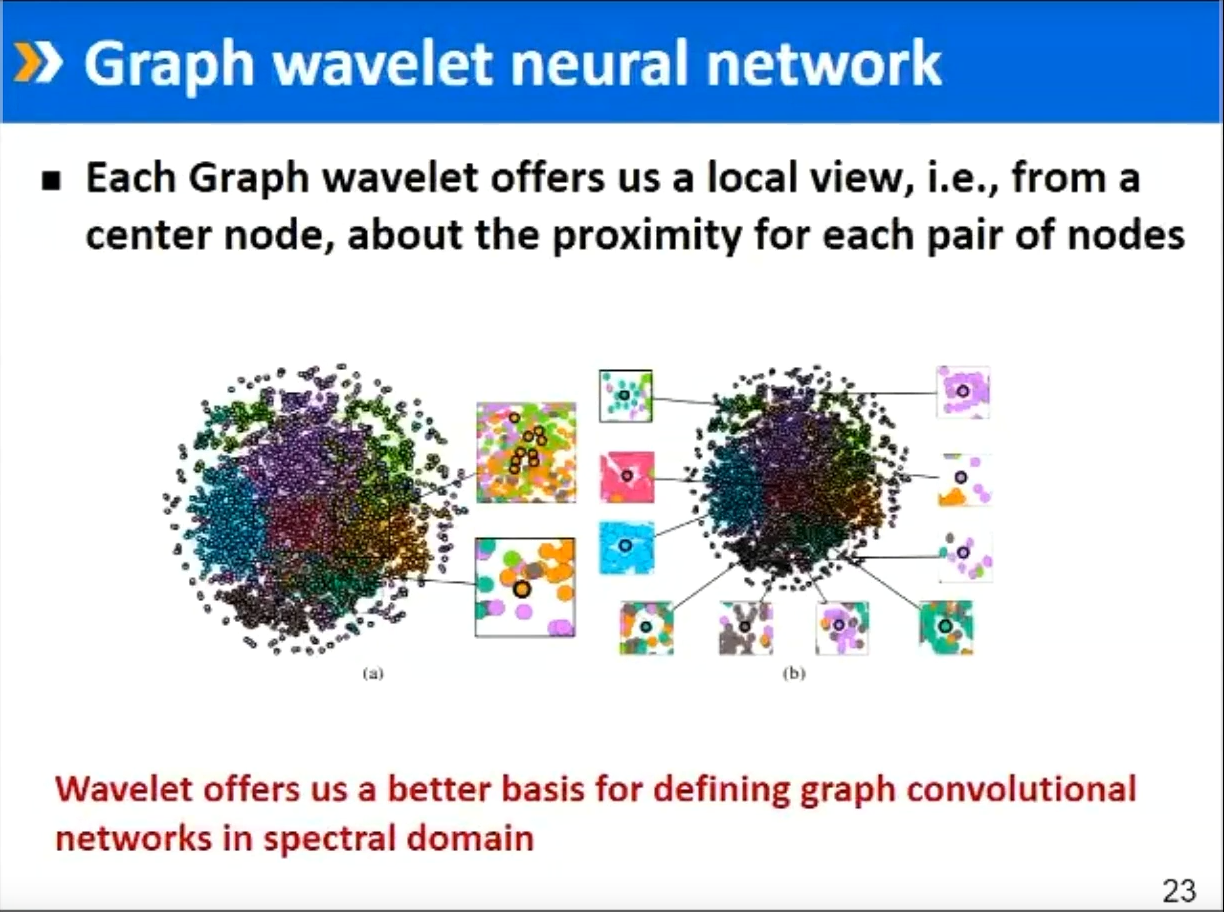 Graph wavelet neural network
Each Graph wavelet offers us a local view, i.e., from a
center node, about the proximity for each pair of nodes
(a)
(b)
Wavelet offers us a better basis for defining graph convolutional
networks in spectral domain
23